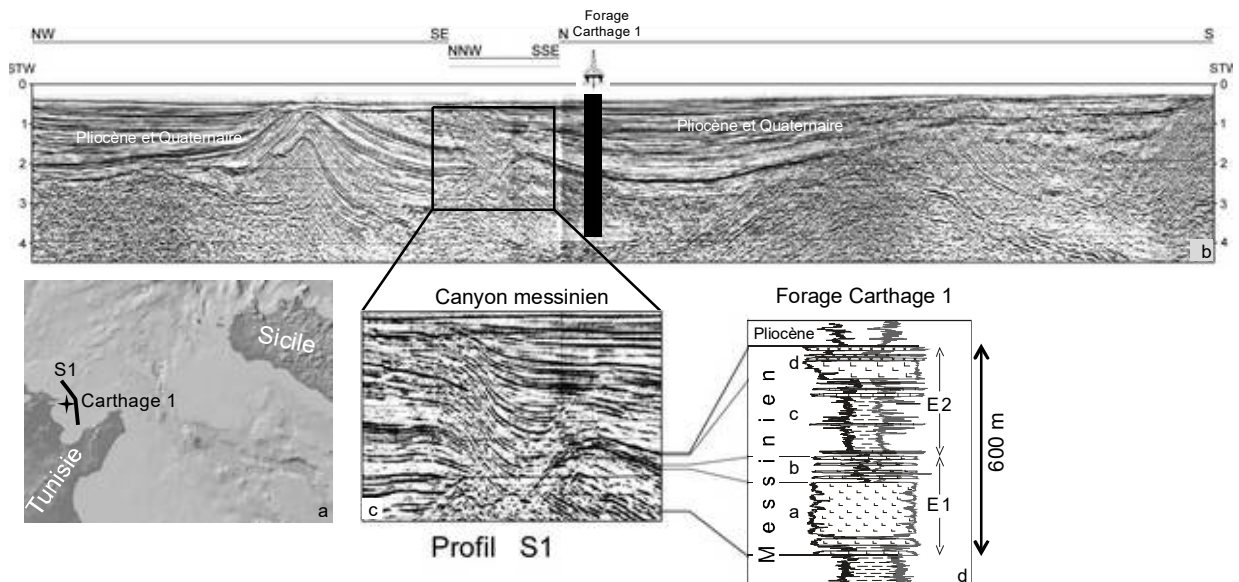 Forage
Carthage 1
NW SE N S
NNW SSE
STW STW
0 0
1 1
2 2
3 3
4 4
Pliocène et Quaternaire Pliocène et Quaternaire
b
Canyon messinien
Forage Carthage 1
Sicile
S1
Carthage 1
Tunisie
a
c
Profil S1
Pliocène
Messinien
d
c
b
a
E2
E1
600 m
d